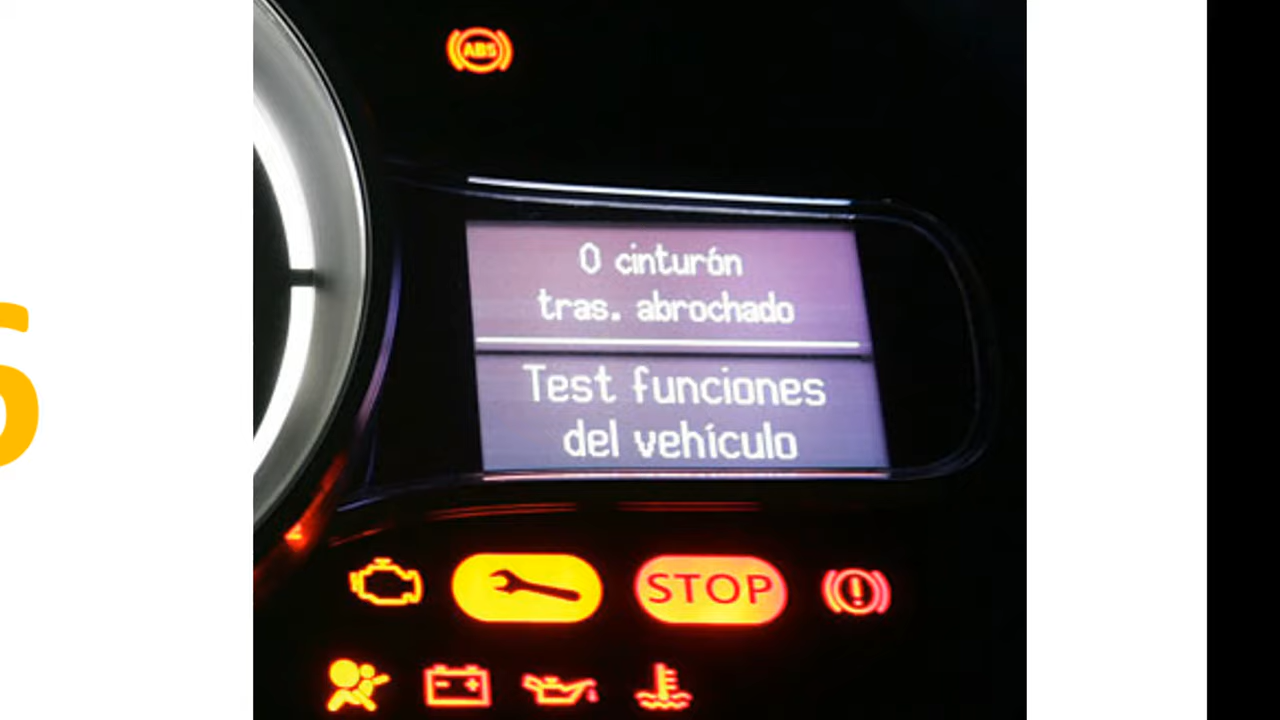 ABS
0 cinturón
tras. abrochado
Test funciones
del vehículo
STOP